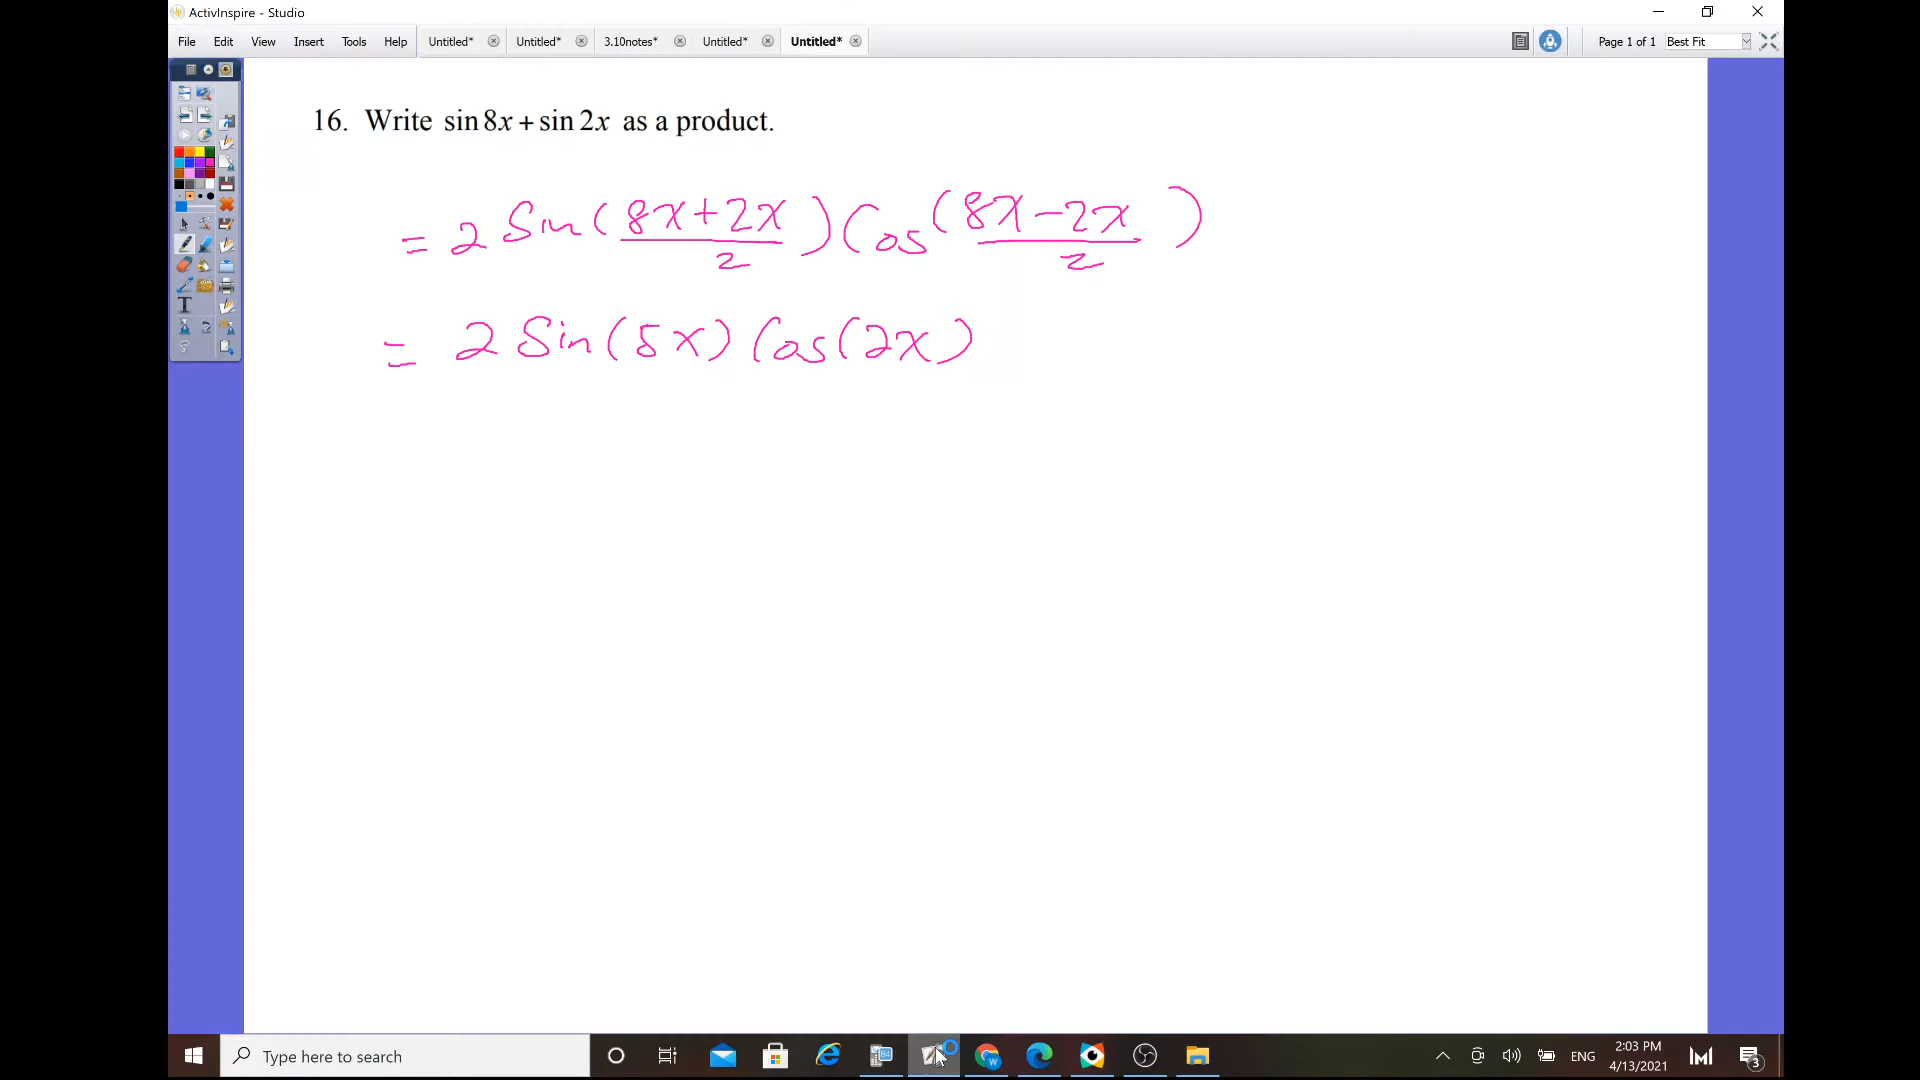 ActivInspire - Studio
File Edit View Insert Tools Help Untitled* Untitled* 3.10notes* Untitled* Untitled* Page 1 of 1 Best Fit
16. Write sin 8x + sin 2x as a product.
= 2 Sin(8x+2x/2) Cos(8x-2x/2)
= 2 Sin(5x) Cos(2x)
Type here to search ENG 2:03 PM
4/13/2021 3